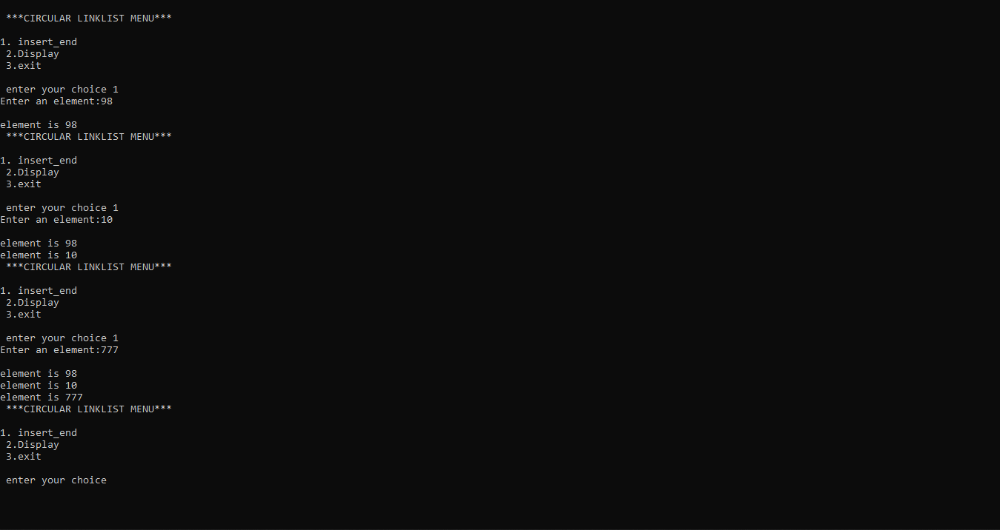 ***CIRCULAR LINKLIST MENU***
1. insert_end
2.Display
3.exit
enter your choice 1
Enter an element:98
element is 98
***CIRCULAR LINKLIST MENU***
1. insert_end
2.Display
3.exit
enter your choice 1
Enter an element:10
element is 98
element is 10
***CIRCULAR LINKLIST MENU***
1. insert_end
2.Display
3.exit
enter your choice 1
Enter an element:777
element is 98
element is 10
element is 777
***CIRCULAR LINKLIST MENU***
1. insert_end
2.Display
3.exit
enter your choice